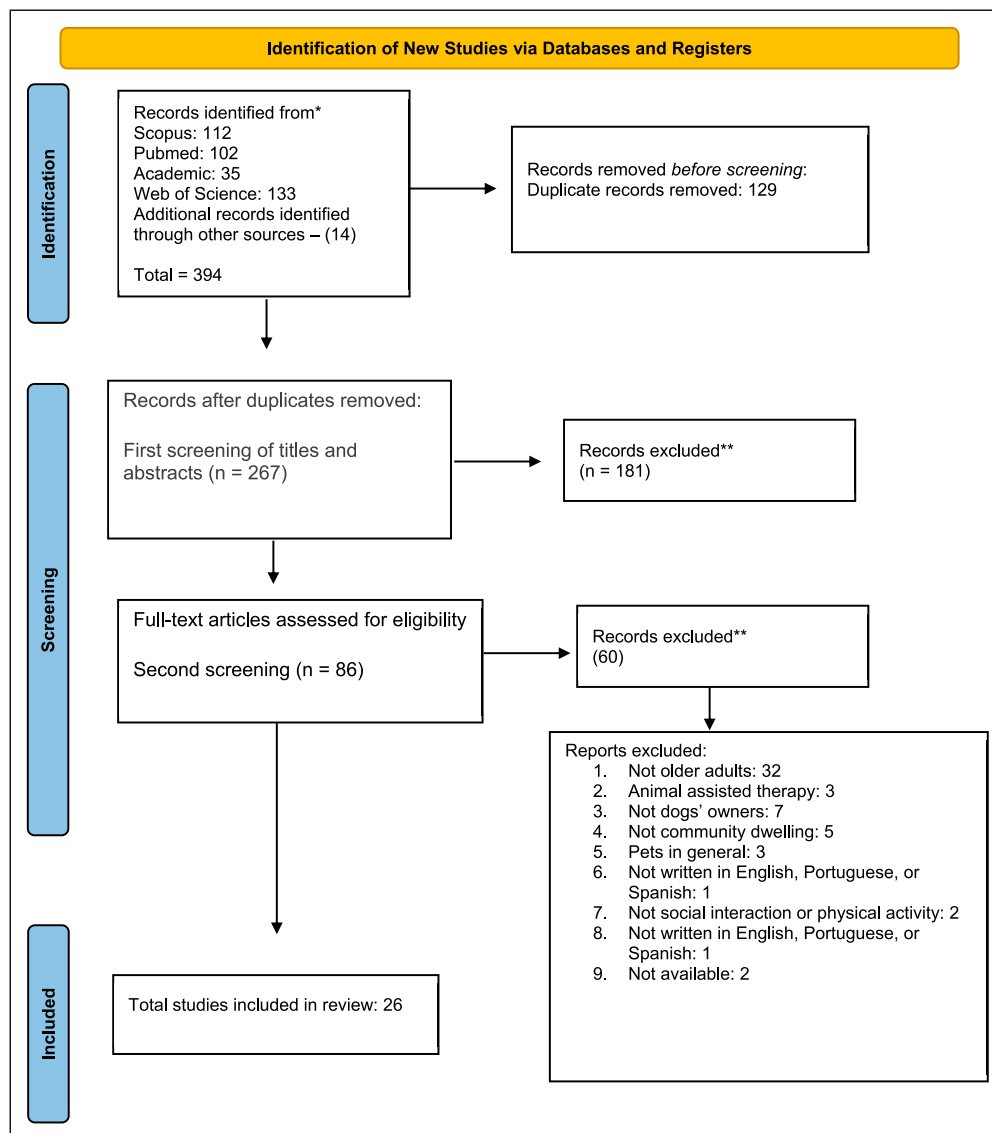 Identification of New Studies via Databases and Registers
Identification
Records identified from*
Scopus: 112
Pubmed: 102
Academic: 35
Web of Science: 133
Additional records identified
through other sources – (14)
Total = 394
Records removed before screening:
Duplicate records removed: 129
Screening
Records after duplicates removed:
First screening of titles and
abstracts (n = 267)
Records excluded**
(n = 181)
Full-text articles assessed for eligibility
Second screening (n = 86)
Records excluded**
(60)
Reports excluded:
1. Not older adults: 32
2. Animal assisted therapy: 3
3. Not dogs’ owners: 7
4. Not community dwelling: 5
5. Pets in general: 3
6. Not written in English, Portuguese, or
Spanish: 1
7. Not social interaction or physical activity: 2
8. Not written in English, Portuguese, or
Spanish: 1
9. Not available: 2
Included
Total studies included in review: 26